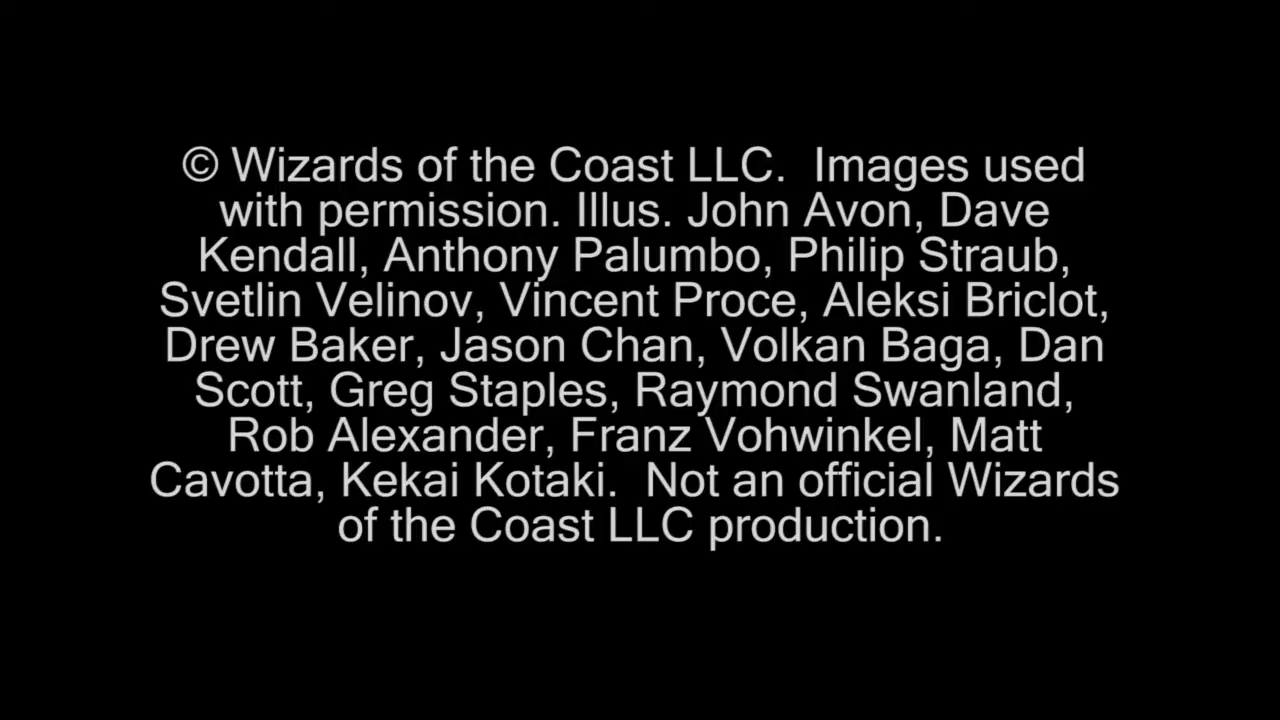 © Wizards of the Coast LLC.  Images used
with permission. Illus. John Avon, Dave
Kendall, Anthony Palumbo, Philip Straub,
Svetlin Velinov, Vincent Proce, Aleksi Briclot,
Drew Baker, Jason Chan, Volkan Baga, Dan
Scott, Greg Staples, Raymond Swanland,
Rob Alexander, Franz Vohwinkel, Matt
Cavotta, Kekai Kotaki.  Not an official Wizards
of the Coast LLC production.